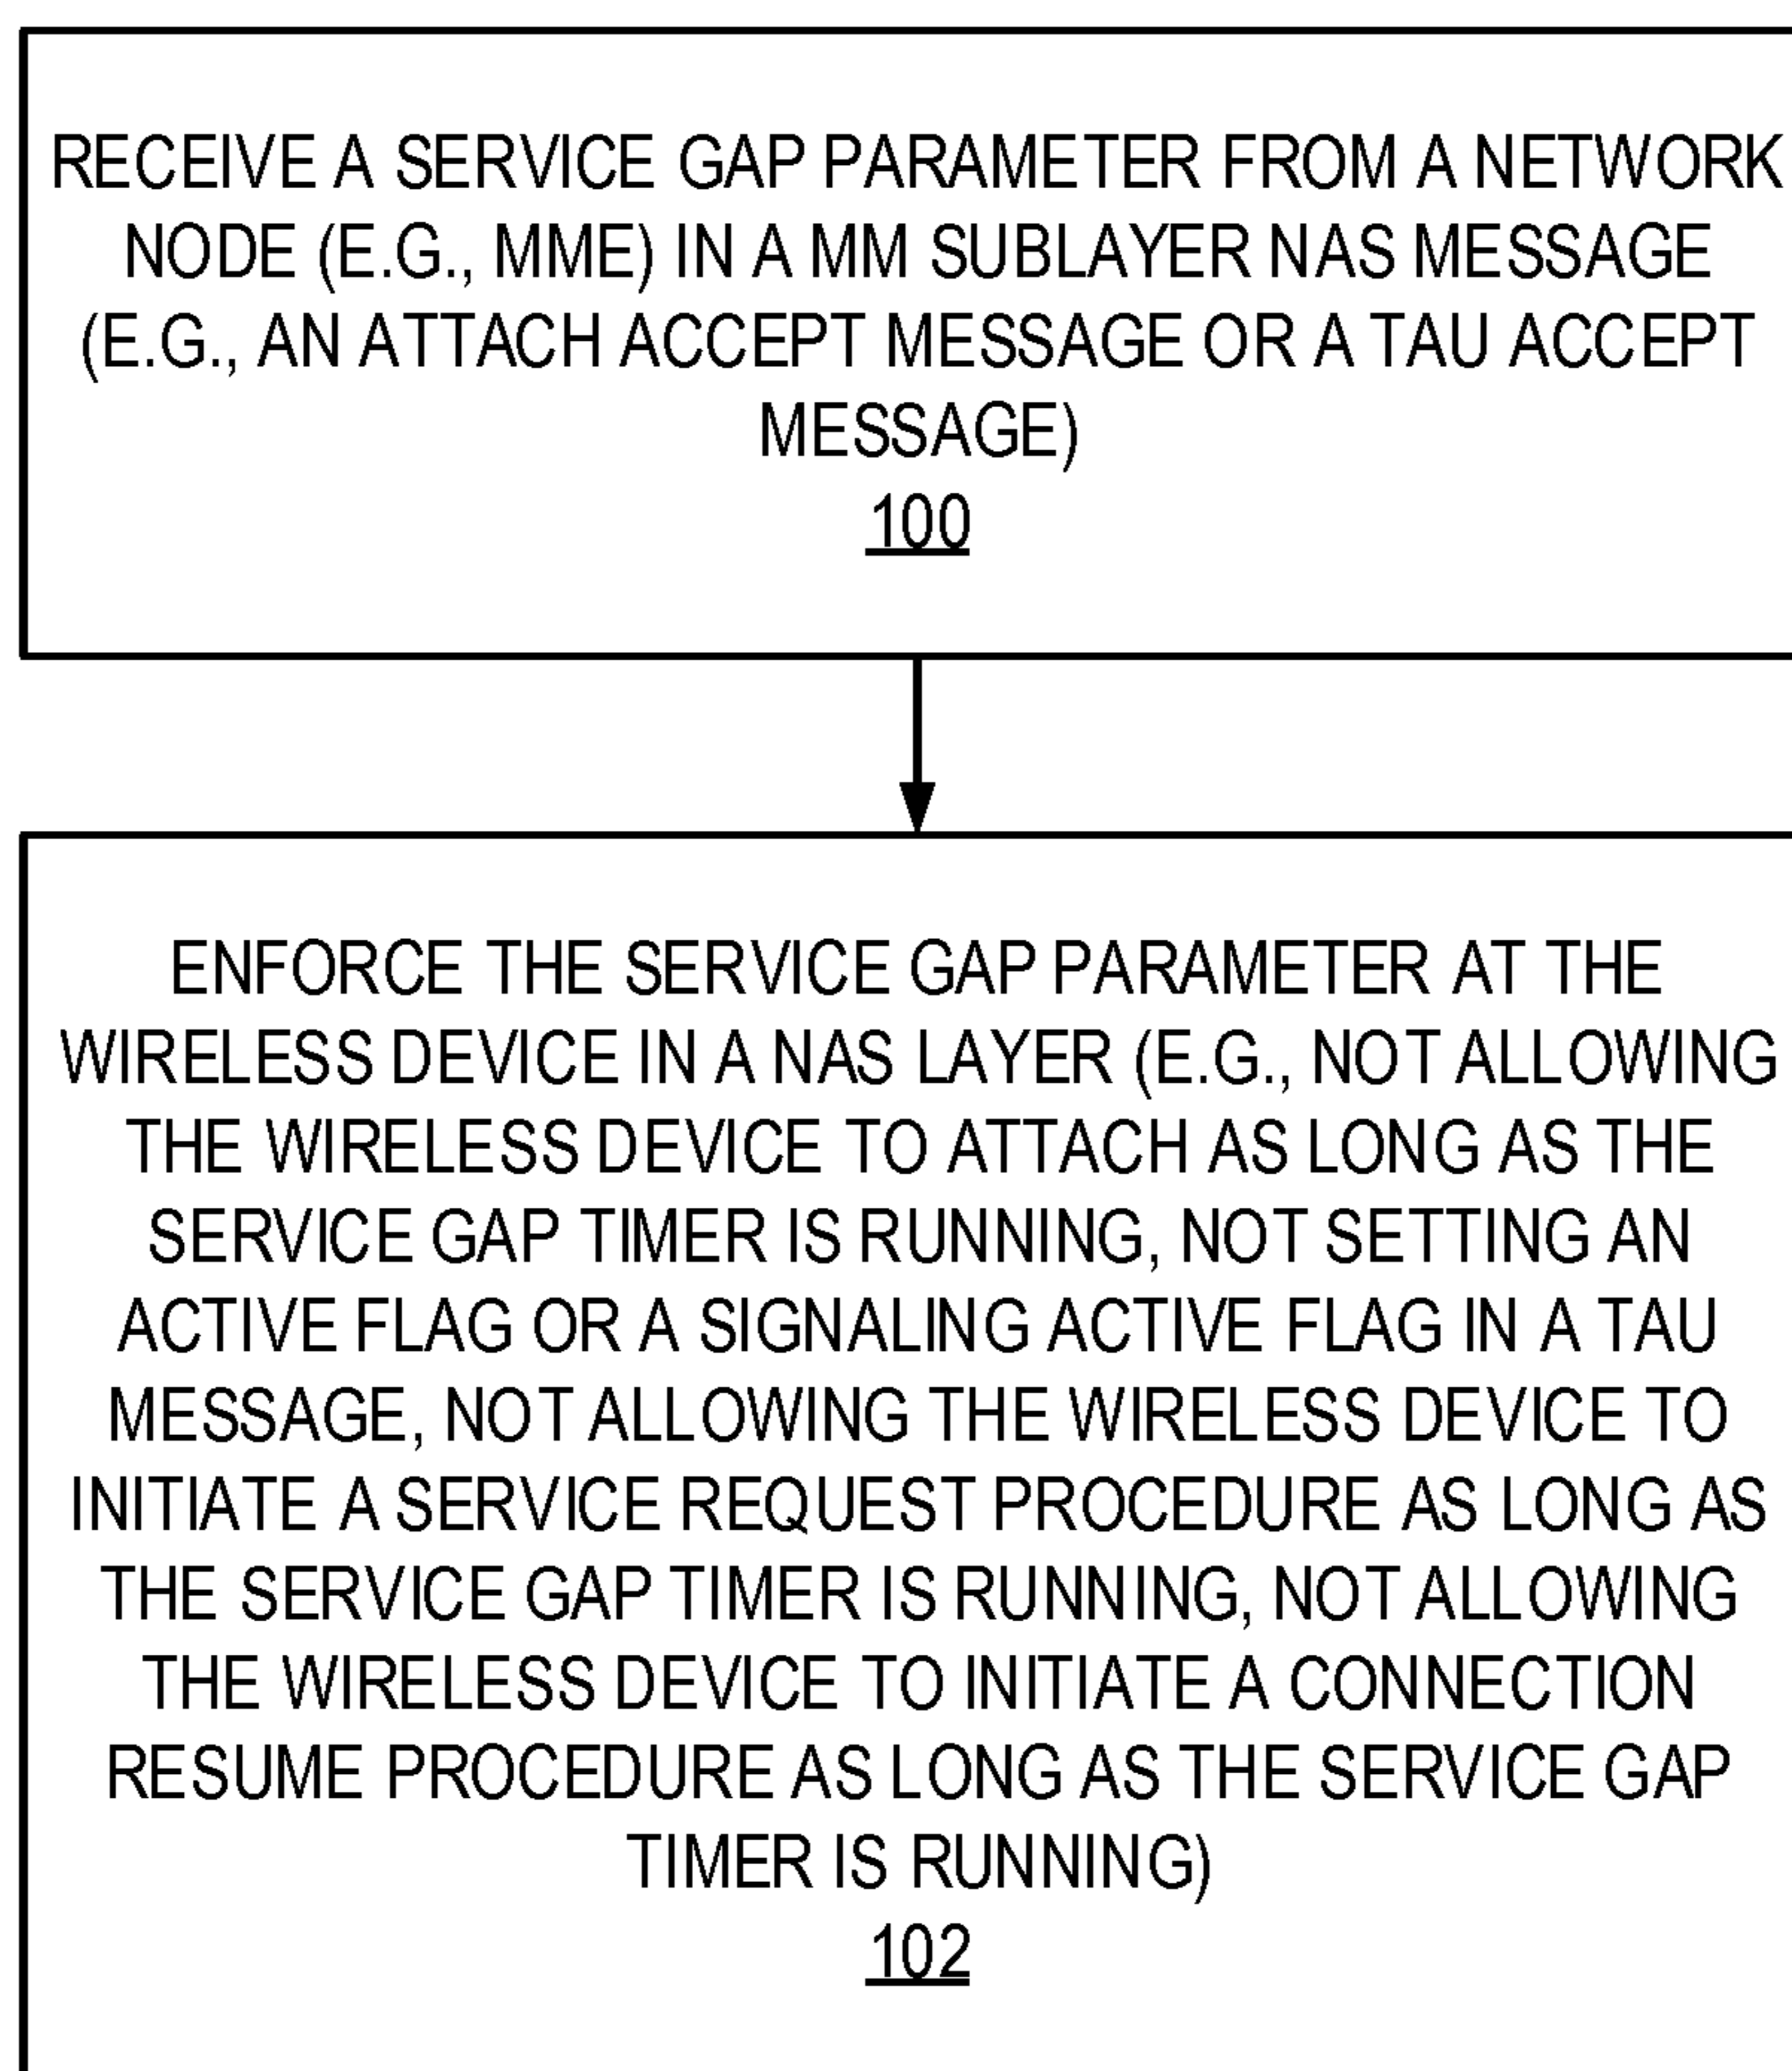 RECEIVE A SERVICE GAP PARAMETER FROM A NETWORK
NODE (E.G., MME) IN A MM SUBLAYER NAS MESSAGE
(E.G., AN ATTACH ACCEPT MESSAGE OR A TAU ACCEPT
MESSAGE)
100
ENFORCE THE SERVICE GAP PARAMETER AT THE
WIRELESS DEVICE IN A NAS LAYER (E.G., NOT ALLOWING
THE WIRELESS DEVICE TO ATTACH AS LONG AS THE
SERVICE GAP TIMER IS RUNNING, NOT SETTING AN
ACTIVE FLAG OR A SIGNALING ACTIVE FLAG IN A TAU
MESSAGE, NOT ALLOWING THE WIRELESS DEVICE TO
INITIATE A SERVICE REQUEST PROCEDURE AS LONG AS
THE SERVICE GAP TIMER IS RUNNING, NOT ALLOWING
THE WIRELESS DEVICE TO INITIATE A CONNECTION
RESUME PROCEDURE AS LONG AS THE SERVICE GAP
TIMER IS RUNNING)
102